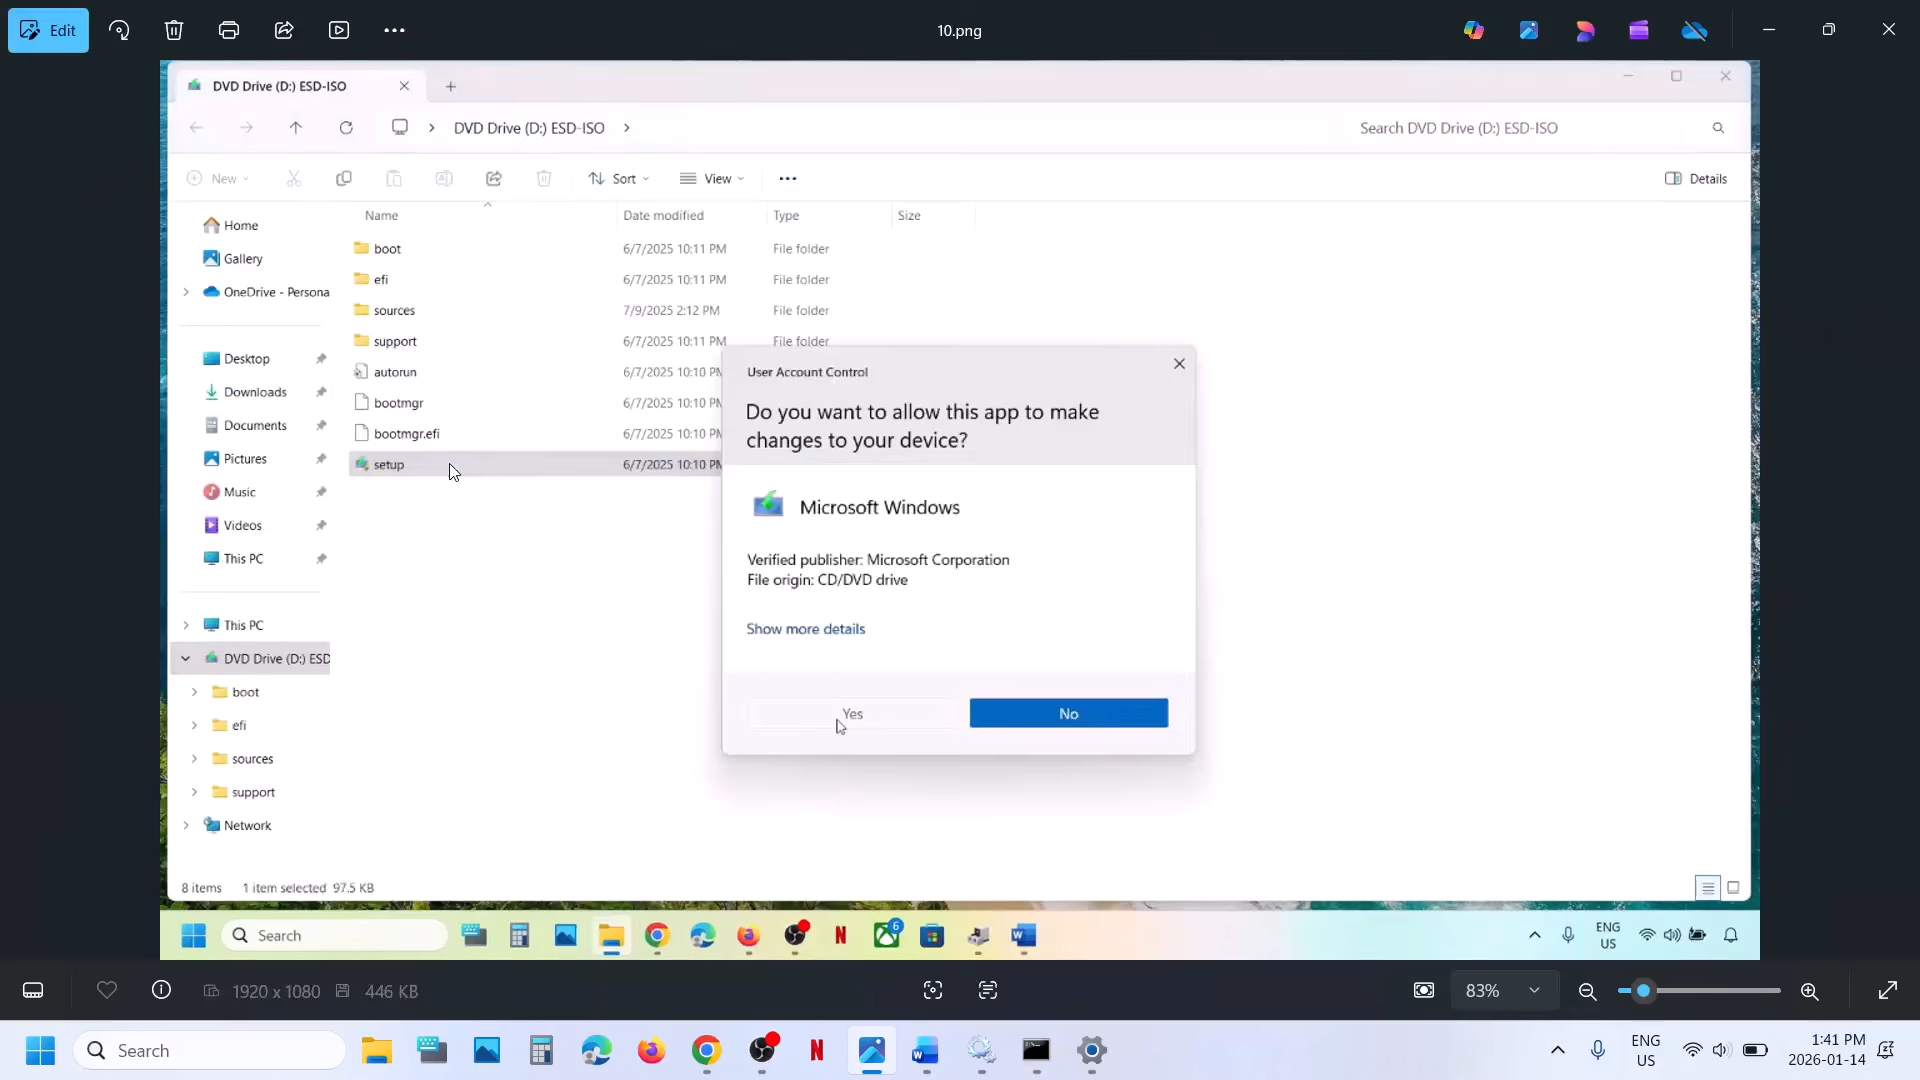 Edit
10.png
DVD Drive (D:) ESD-ISO
DVD Drive (D:) ESD-ISO
Search DVD Drive (D:) ESD-ISO
New
Sort
View
Details
Name
Date modified
Type
Size
Home
Gallery
OneDrive - Persona
Desktop
Downloads
Documents
Pictures
Music
Videos
This PC
This PC
DVD Drive (D:) ESD
boot
efi
sources
support
Network
boot 6/7/2025 10:11 PM File folder
efi 6/7/2025 10:11 PM File folder
sources 7/9/2025 2:12 PM File folder
support 6/7/2025 10:11 PM File folder
autorun 6/7/2025 10:10 PM
bootmgr 6/7/2025 10:10 PM
bootmgr.efi 6/7/2025 10:10 PM
setup 6/7/2025 10:10 PM
User Account Control
Do you want to allow this app to make
changes to your device?
Microsoft Windows
Verified publisher: Microsoft Corporation
File origin: CD/DVD drive
Show more details
Yes
No
8 items 1 item selected 97.5 KB
Search
W
N
6
ENG
US
1920 x 1080
446 KB
83%
Search
N
W
ENG
US
1:41 PM
2026-01-14